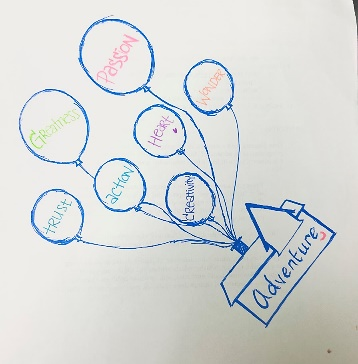 PASSION
WONDER
GREATNESS
HEART
ACTION
CREATIVITY
TRUST
Adventure